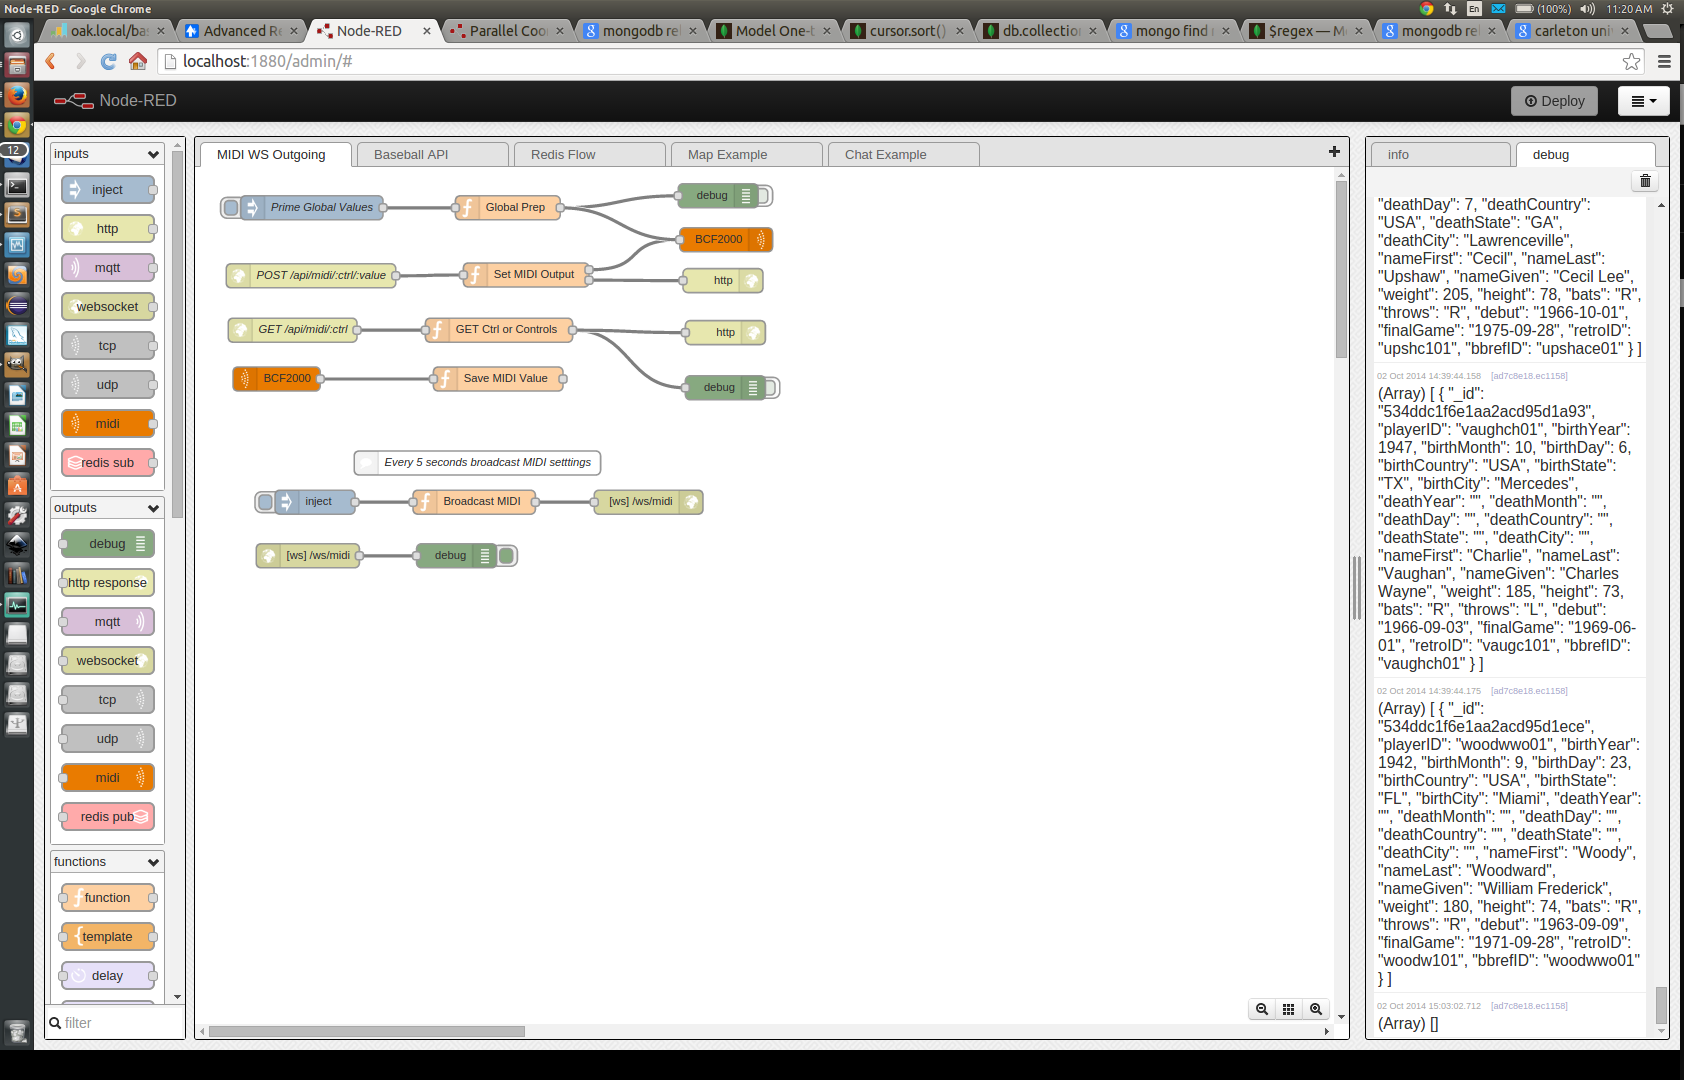 Node-RED - Google Chrome
En
(100%)
11:20 AM
oak.local/ba
Advanced Re
Node-RED
Parallel Coo
mongodb re
Model One-t
cursor.sort()
db.collection
mongo find
$regex — M
mongodb re
carleton uni
localhost:1880/admin/#
Node-RED
Deploy
12
inputs
inject
http
mqtt
websocket
tcp
udp
midi
redis sub
outputs
debug
http response
mqtt
websocket
tcp
udp
midi
redis pub
functions
function
template
delay
filter
MIDI WS Outgoing
Baseball API
Redis Flow
Map Example
Chat Example
Prime Global Values
Global Prep
debug
BCF2000
POST /api/midi/:ctrl/:value
Set MIDI Output
http
GET /api/midi/:ctrl
GET Ctrl or Controls
http
BCF2000
Save MIDI Value
debug
Every 5 seconds broadcast MIDI setttings
inject
Broadcast MIDI
[ws] /ws/midi
[ws] /ws/midi
debug
info
debug
"deathDay": 7, "deathCountry":
"USA", "deathState": "GA",
"deathCity": "Lawrenceville",
"nameFirst": "Cecil", "nameLast":
"Upshaw", "nameGiven": "Cecil Lee",
"weight": 205, "height": 78, "bats": "R",
"throws": "R", "debut": "1966-10-01",
"finalGame": "1975-09-28", "retroID":
"upshc101", "bbrefID": "upshace01" } ]
02 Oct 2014 14:39:44.158 [ad7c8e18.ec1158]
(Array) [ { "_id":
"534ddc1f6e1aa2acd95d1a93",
"playerID": "vaughch01", "birthYear":
1947, "birthMonth": 10, "birthDay": 6,
"birthCountry": "USA", "birthState":
"TX", "birthCity": "Mercedes",
"deathYear": "", "deathMonth": "",
"deathDay": "", "deathCountry": "",
"deathState": "", "deathCity": "",
"nameFirst": "Charlie", "nameLast":
"Vaughan", "nameGiven": "Charles
Wayne", "weight": 185, "height": 73,
"bats": "R", "throws": "L", "debut":
"1966-09-03", "finalGame": "1969-06-
01", "retroID": "vaugc101", "bbrefID":
"vaughch01" } ]
02 Oct 2014 14:39:44.175 [ad7c8e18.ec1158]
(Array) [ { "_id":
"534ddc1f6e1aa2acd95d1ece",
"playerID": "woodwwo01", "birthYear":
1942, "birthMonth": 9, "birthDay": 23,
"birthCountry": "USA", "birthState":
"FL", "birthCity": "Miami", "deathYear":
"", "deathMonth": "", "deathDay": "",
"deathCountry": "", "deathState": "",
"deathCity": "", "nameFirst": "Woody",
"nameLast": "Woodward",
"nameGiven": "William Frederick",
"weight": 180, "height": 74, "bats": "R",
"throws": "R", "debut": "1963-09-09",
"finalGame": "1971-09-28", "retroID":
"woodw101", "bbrefID": "woodwwo01"
} ]
02 Oct 2014 15:03:02.712 [ad7c8e18.ec1158]
(Array) []